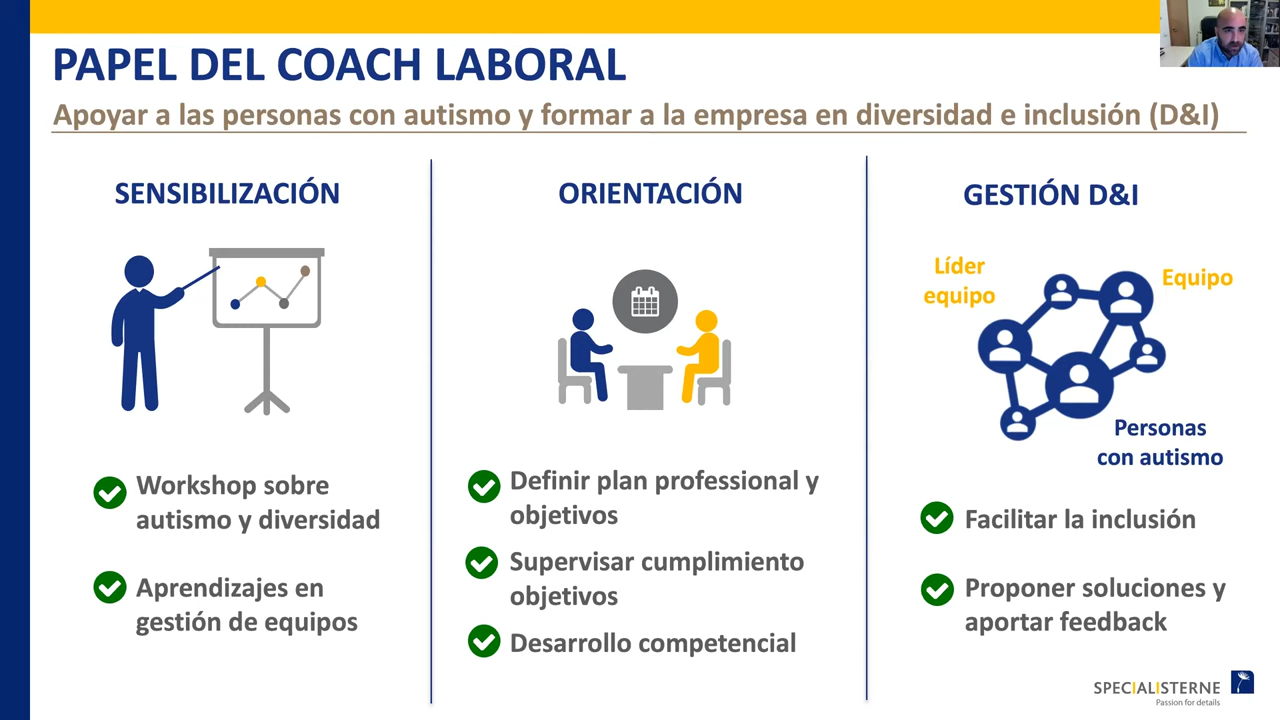 PAPEL DEL COACH LABORAL
Apoyar a las personas con autismo y formar a la empresa en diversidad e inclusión (D&I)
SENSIBILIZACIÓN
Workshop sobre
autismo y diversidad
Aprendizajes en
gestión de equipos
ORIENTACIÓN
Definir plan professional y
objetivos
Supervisar cumplimiento
objetivos
Desarrollo competencial
GESTIÓN D&I
Líder
equipo
Equipo
Personas
con autismo
Facilitar la inclusión
Proponer soluciones y
aportar feedback
SPECIALISTERNE
Passion for details